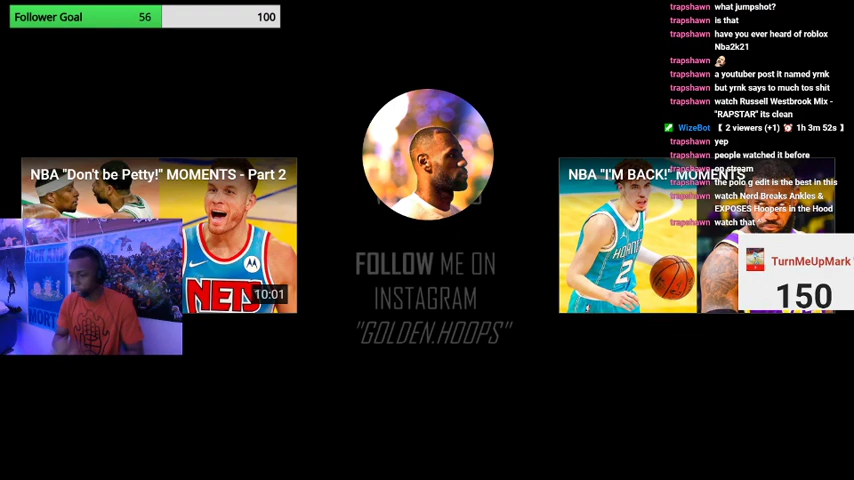 Follower Goal 56 100
trapshawn what jumpshot?
trapshawn is that
trapshawn have you ever heard of roblox
Nba2k21
trapshawn
trapshawn a youtuber post it named yrnk
trapshawn but yrnk says to much tos shit
trapshawn watch Russell Westbrook Mix -
"RAPSTAR" its clean
WizeBot 【 2 viewers (+1) ⏰ 1h 3m 52s 】
trapshawn yep
trapshawn people watched it before
trapshawn on stream
trapshawn the polo g edit is the best in this
trapshawn watch Nerd Breaks Ankles &
EXPOSES Hoopers in the Hood
trapshawn watch that
NBA "Don't be Petty!" MOMENTS - Part 2
NETS
10:01
FOLLOW ME ON
INSTAGRAM
"GOLDEN.HOOPS"
NBA "I'M BACK!" MOMENTS
HORNETS
2
TurnMeUpMark
150